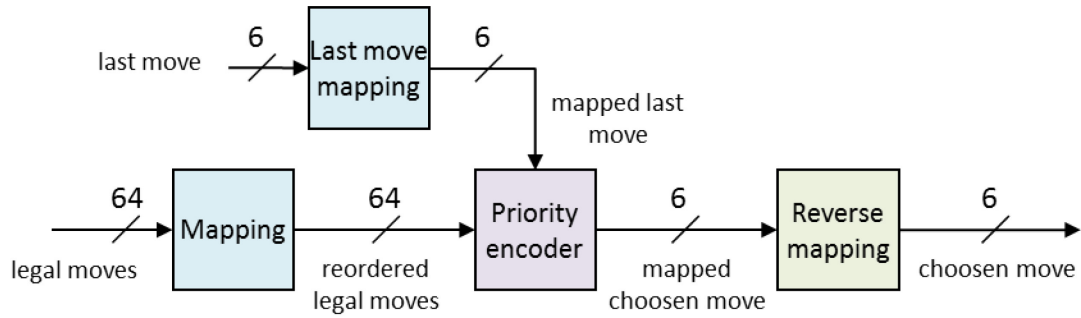 6
6
last move
Last move
mapping
mapped last
move
64
64
6
6
Mapping
Priority
encoder
Reverse
mapping
legal moves
reordered
legal moves
mapped
choosen move
choosen move